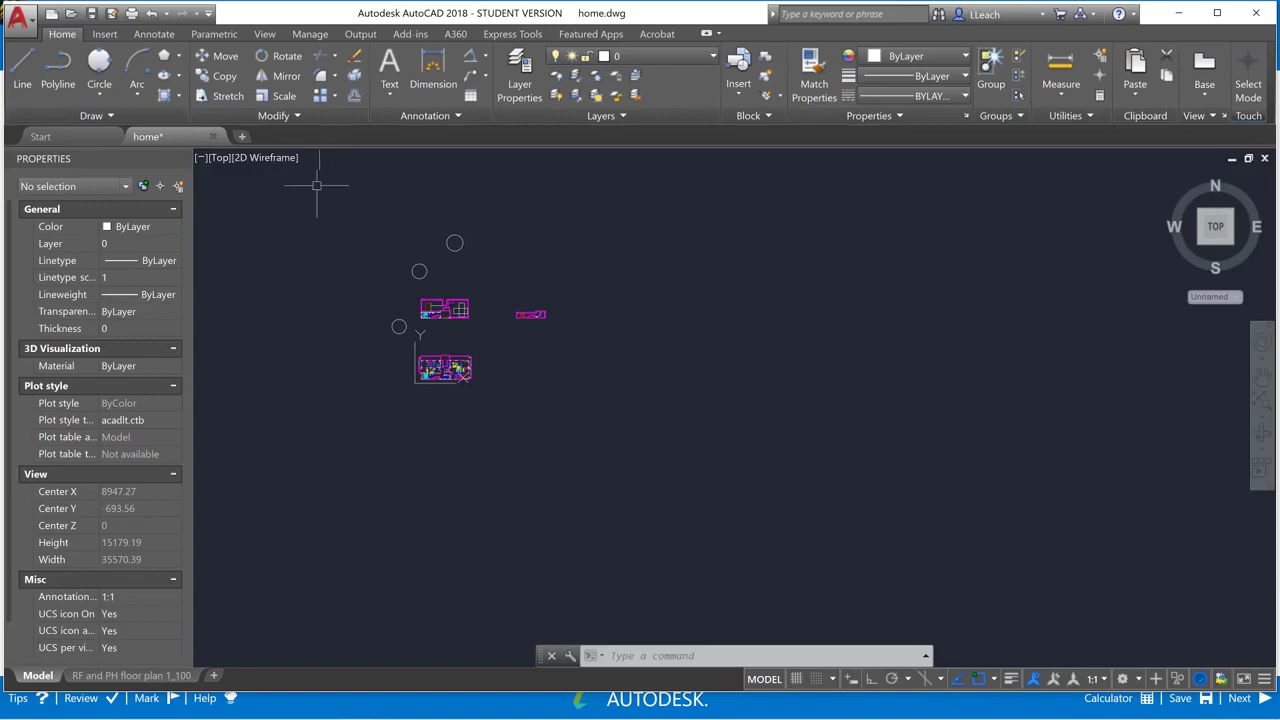 Autodesk AutoCAD 2018 - STUDENT VERSION home.dwg
Type a keyword or phrase
LLeach
Home Insert Annotate Parametric View Manage Output Add-ins A360 Express Tools Featured Apps Acrobat
Line Polyline Circle Arc
Move Rotate
Copy Mirror
Stretch Scale
Text Dimension
Layer Properties
0
Insert
Match Properties
ByLayer
ByLayer
BYLAY...
Group
Measure
Paste
Base
Select Mode
Draw Modify Annotation Layers Block Properties Groups Utilities Clipboard View Touch
Start home*
PROPERTIES
[−][Top][2D Wireframe]
No selection
General
Color ByLayer
Layer 0
Linetype ByLayer
Linetype sc... 1
Lineweight ByLayer
Transparen... ByLayer
Thickness 0
3D Visualization
Material ByLayer
Plot style
Plot style ByColor
Plot style t... acadlt.ctb
Plot table a... Model
Plot table t... Not available
View
Center X 8947.27
Center Y -693.56
Center Z 0
Height 15179.19
Width 35570.39
Misc
Annotation... 1:1
UCS icon On Yes
UCS icon a... Yes
UCS per vi... Yes
N
W TOP E
S
Unnamed
Y
X
Type a command
Model RF and PH floor plan 1_100
MODEL 1:1
Tips Review Mark Help AUTODESK. Calculator Save Next